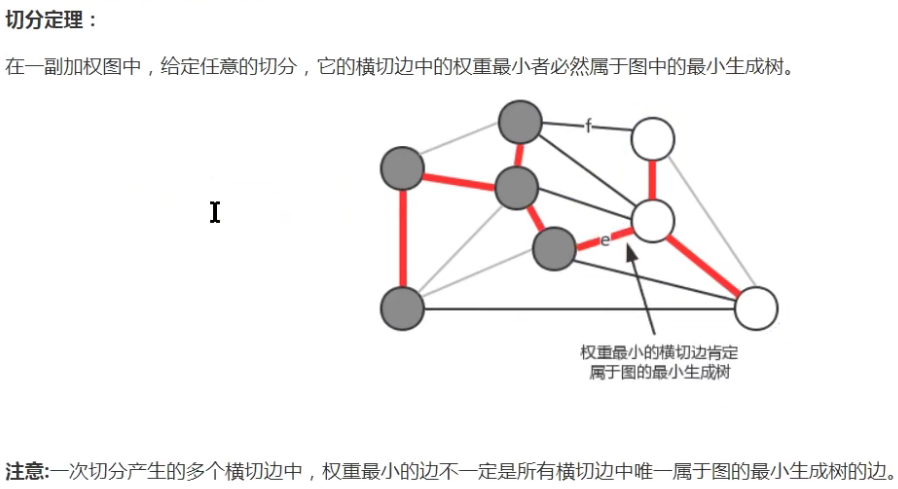 切分定理：
在一副加权图中，给定任意的切分，它的横切边中的权重最小者必然属于图中的最小生成树。
f
e
权重最小的横切边肯定
属于图的最小生成树
注意:一次切分产生的多个横切边中，权重最小的边不一定是所有横切边中唯一属于图的最小生成树的边。